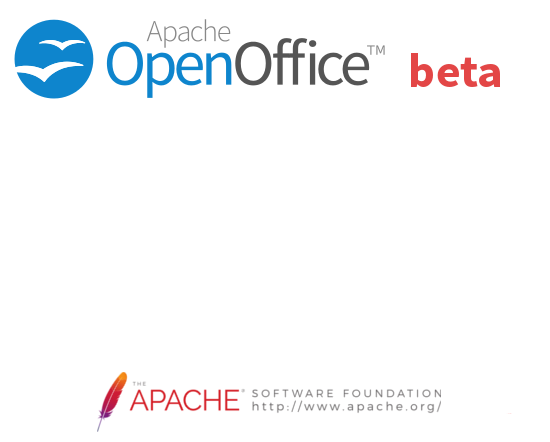 Apache
OpenOffice™ beta
THE
APACHE® SOFTWARE FOUNDATION
http://www.apache.org/